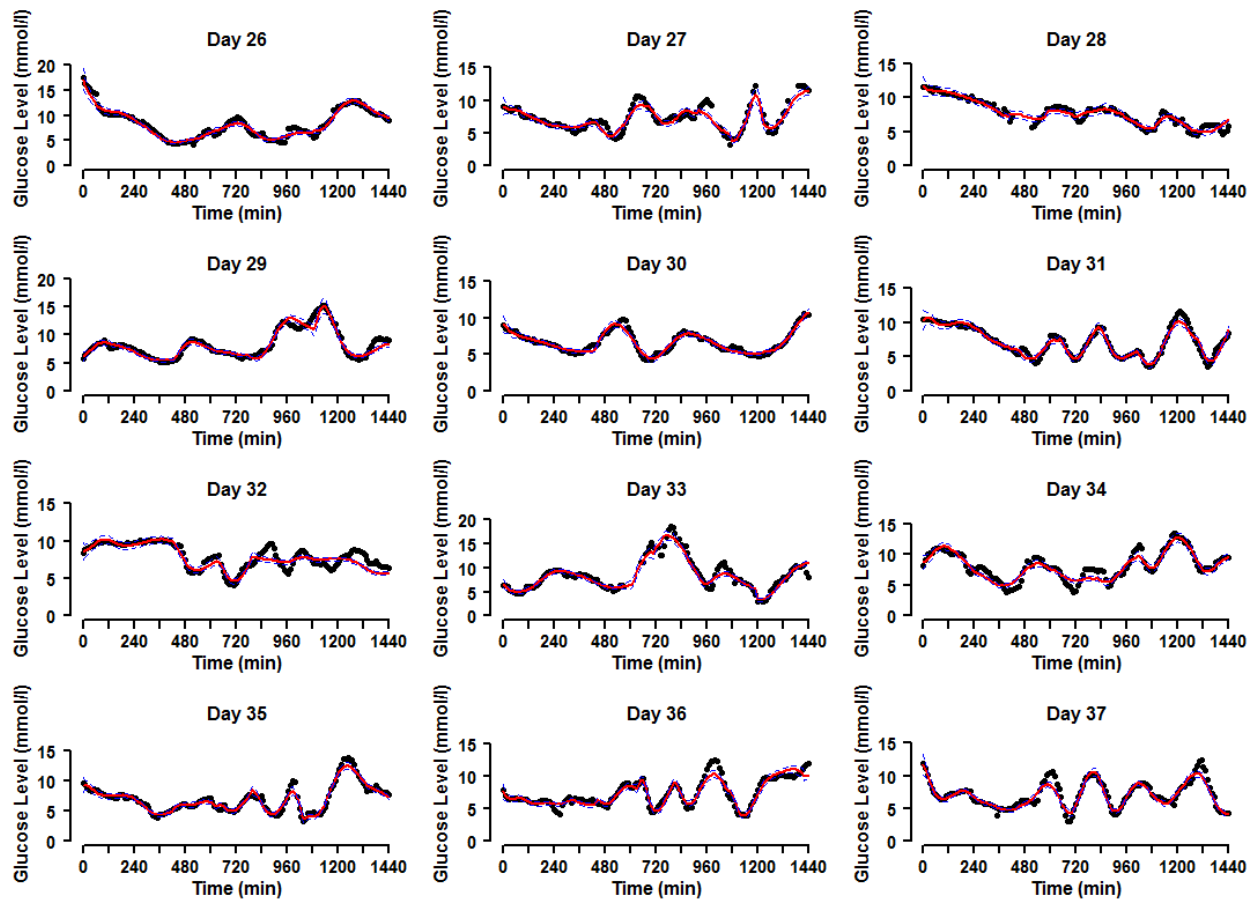 Day 26
Glucose Level (mmol/l)
20
15
10
5
0
0 240 480 720 960 1200 1440
Time (min)
Day 27
Glucose Level (mmol/l)
15
10
5
0
0 240 480 720 960 1200 1440
Time (min)
Day 28
Glucose Level (mmol/l)
15
10
5
0
0 240 480 720 960 1200 1440
Time (min)
Day 29
Glucose Level (mmol/l)
20
15
10
5
0
0 240 480 720 960 1200 1440
Time (min)
Day 30
Glucose Level (mmol/l)
15
10
5
0
0 240 480 720 960 1200 1440
Time (min)
Day 31
Glucose Level (mmol/l)
15
10
5
0
0 240 480 720 960 1200 1440
Time (min)
Day 32
Glucose Level (mmol/l)
15
10
5
0
0 240 480 720 960 1200 1440
Time (min)
Day 33
Glucose Level (mmol/l)
20
15
10
5
0
0 240 480 720 960 1200 1440
Time (min)
Day 34
Glucose Level (mmol/l)
15
10
5
0
0 240 480 720 960 1200 1440
Time (min)
Day 35
Glucose Level (mmol/l)
15
10
5
0
0 240 480 720 960 1200 1440
Time (min)
Day 36
Glucose Level (mmol/l)
15
10
5
0
0 240 480 720 960 1200 1440
Time (min)
Day 37
Glucose Level (mmol/l)
15
10
5
0
0 240 480 720 960 1200 1440
Time (min)